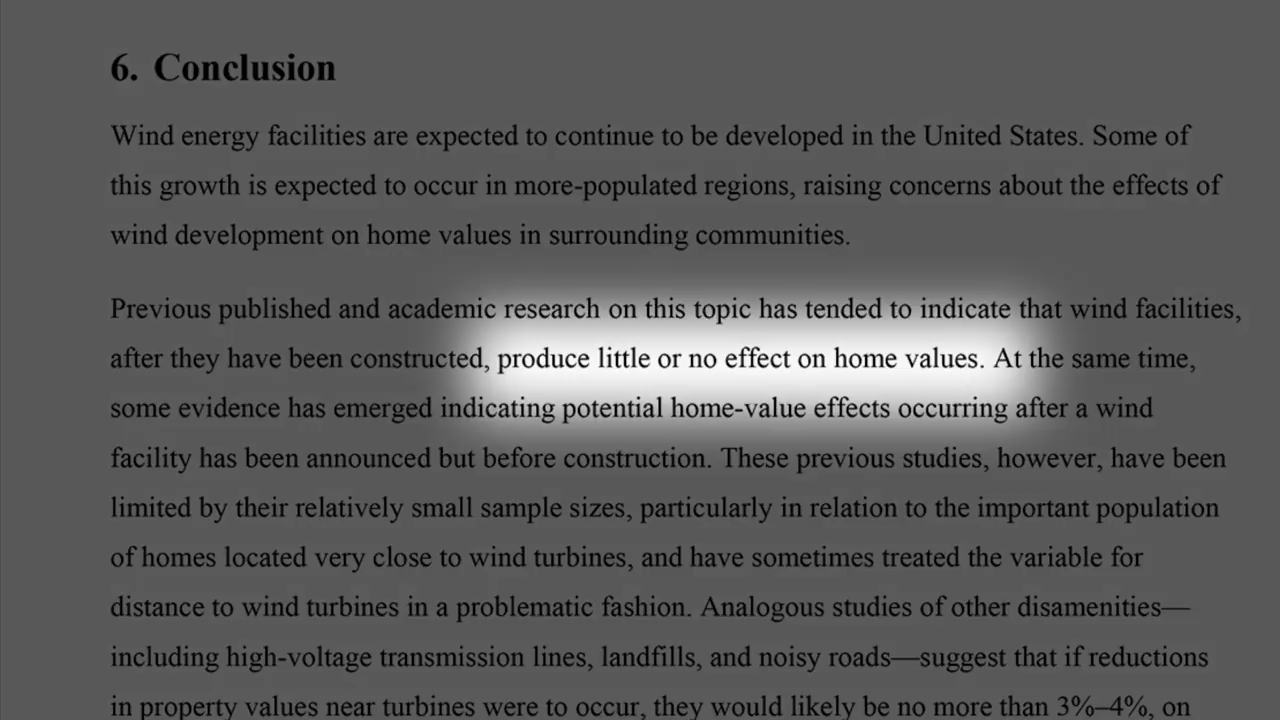 6. Conclusion
Wind energy facilities are expected to continue to be developed in the United States. Some of
this growth is expected to occur in more-populated regions, raising concerns about the effects of
wind development on home values in surrounding communities.
Previous published and academic research on this topic has tended to indicate that wind facilities,
after they have been constructed, produce little or no effect on home values. At the same time,
some evidence has emerged indicating potential home-value effects occurring after a wind
facility has been announced but before construction. These previous studies, however, have been
limited by their relatively small sample sizes, particularly in relation to the important population
of homes located very close to wind turbines, and have sometimes treated the variable for
distance to wind turbines in a problematic fashion. Analogous studies of other disamenities—
including high-voltage transmission lines, landfills, and noisy roads—suggest that if reductions
in property values near turbines were to occur, they would likely be no more than 3%–4%, on